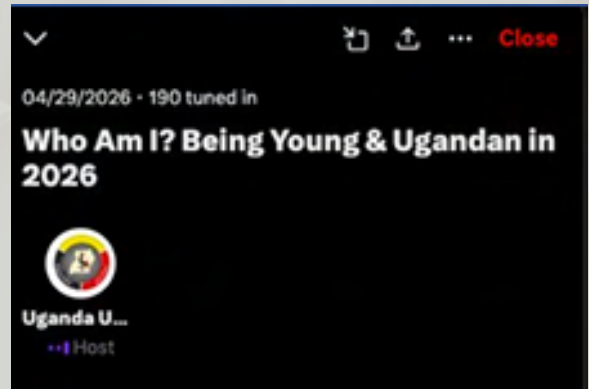 Close
04/29/2026 · 190 tuned in
Who Am I? Being Young & Ugandan in
2026
Uganda U...
Host